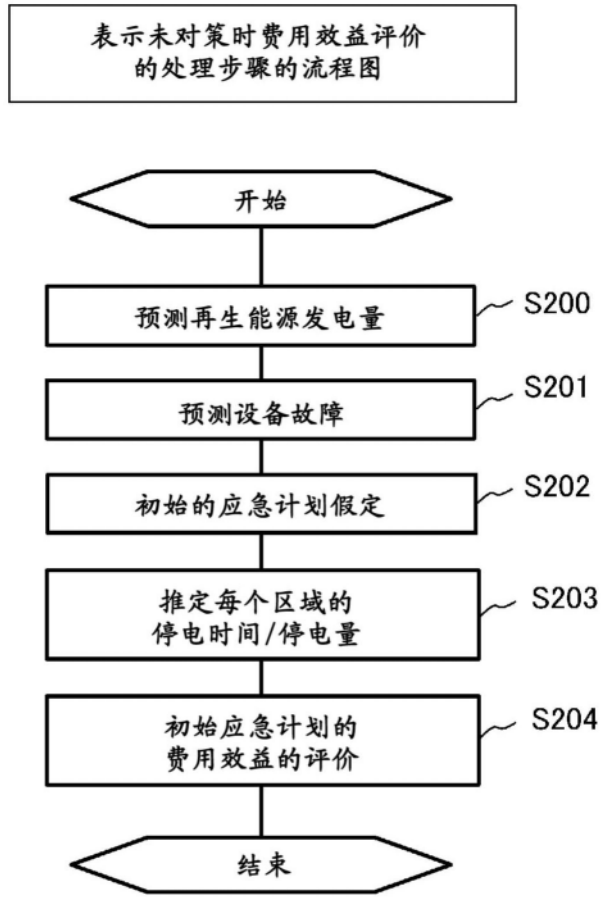 表示未对策时费用效益评价
的处理步骤的流程图
开始
预测再生能源发电量
S200
预测设备故障
S201
初始的应急计划假定
S202
推定每个区域的
停电时间/停电量
S203
初始应急计划的
费用效益的评价
S204
结束